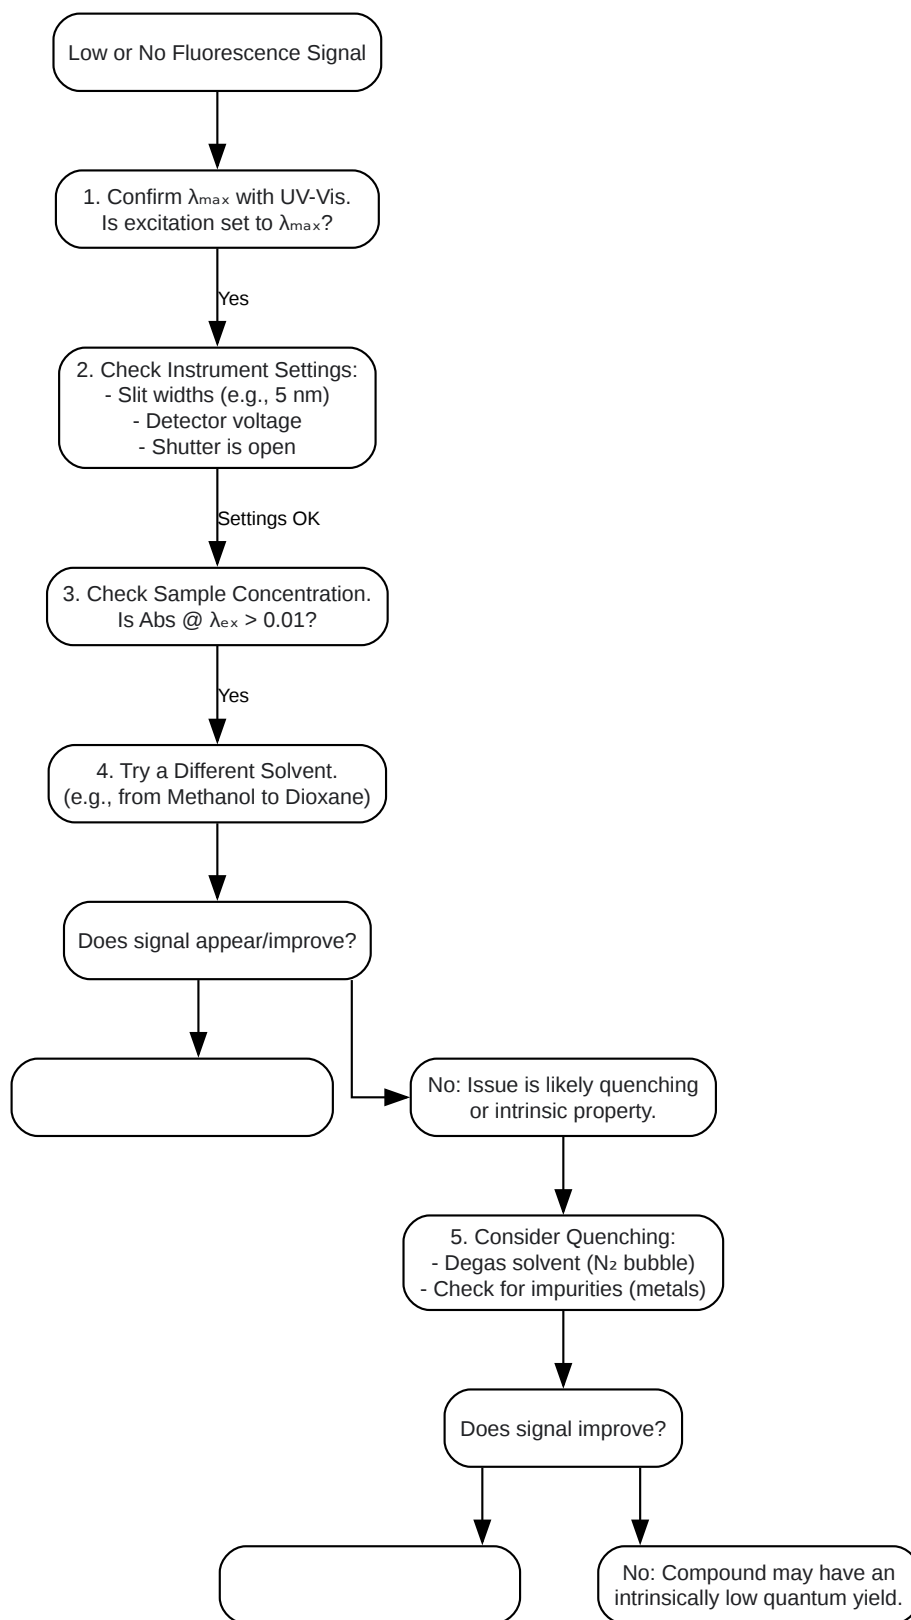 Low or No Fluorescence Signal
1. Confirm λₘₐₓ with UV-Vis.
Is excitation set to λₘₐₓ?
Yes
2. Check Instrument Settings:
- Slit widths (e.g., 5 nm)
- Detector voltage
- Shutter is open
Settings OK
3. Check Sample Concentration.
Is Abs @ λₑₓ > 0.01?
Yes
4. Try a Different Solvent.
(e.g., from Methanol to Dioxane)
Does signal appear/improve?
No: Issue is likely quenching
or intrinsic property.
5. Consider Quenching:
- Degas solvent (N₂ bubble)
- Check for impurities (metals)
Does signal improve?
No: Compound may have an
intrinsically low quantum yield.